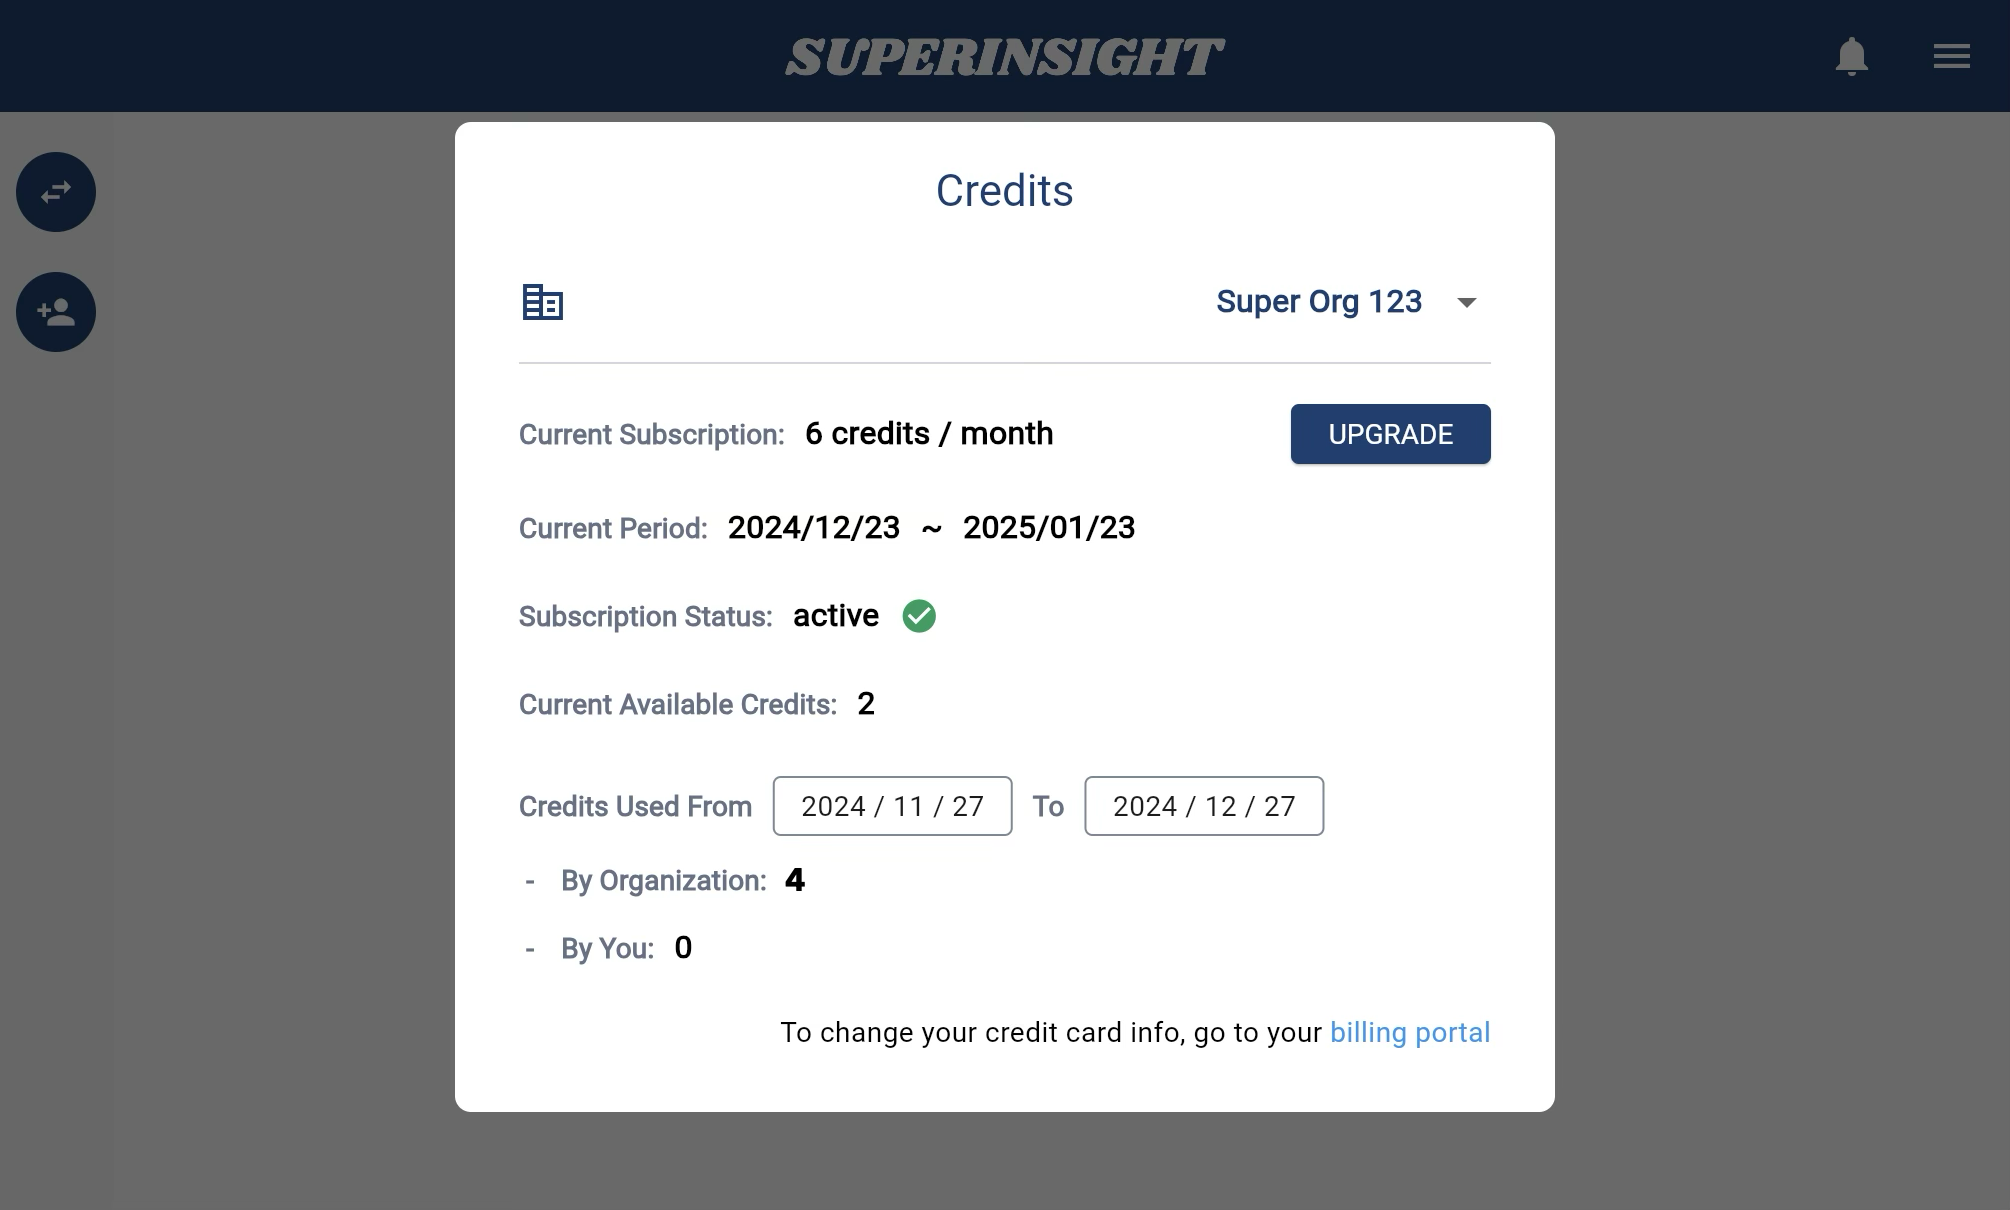 SUPERINSIGHT
Credits
Super Org 123
Current Subscription: 6 credits / month
UPGRADE
Current Period: 2024/12/23 ~ 2025/01/23
Subscription Status: active
Current Available Credits: 2
Credits Used From 2024 / 11 / 27 To 2024 / 12 / 27
- By Organization: 4
- By You: 0
To change your credit card info, go to your billing portal